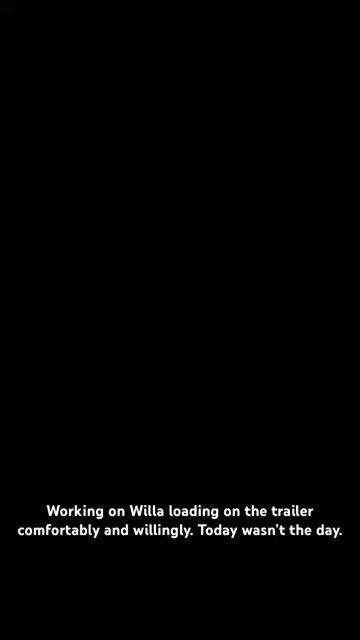 Working on Willa loading on the trailer
comfortably and willingly. Today wasn't the day.